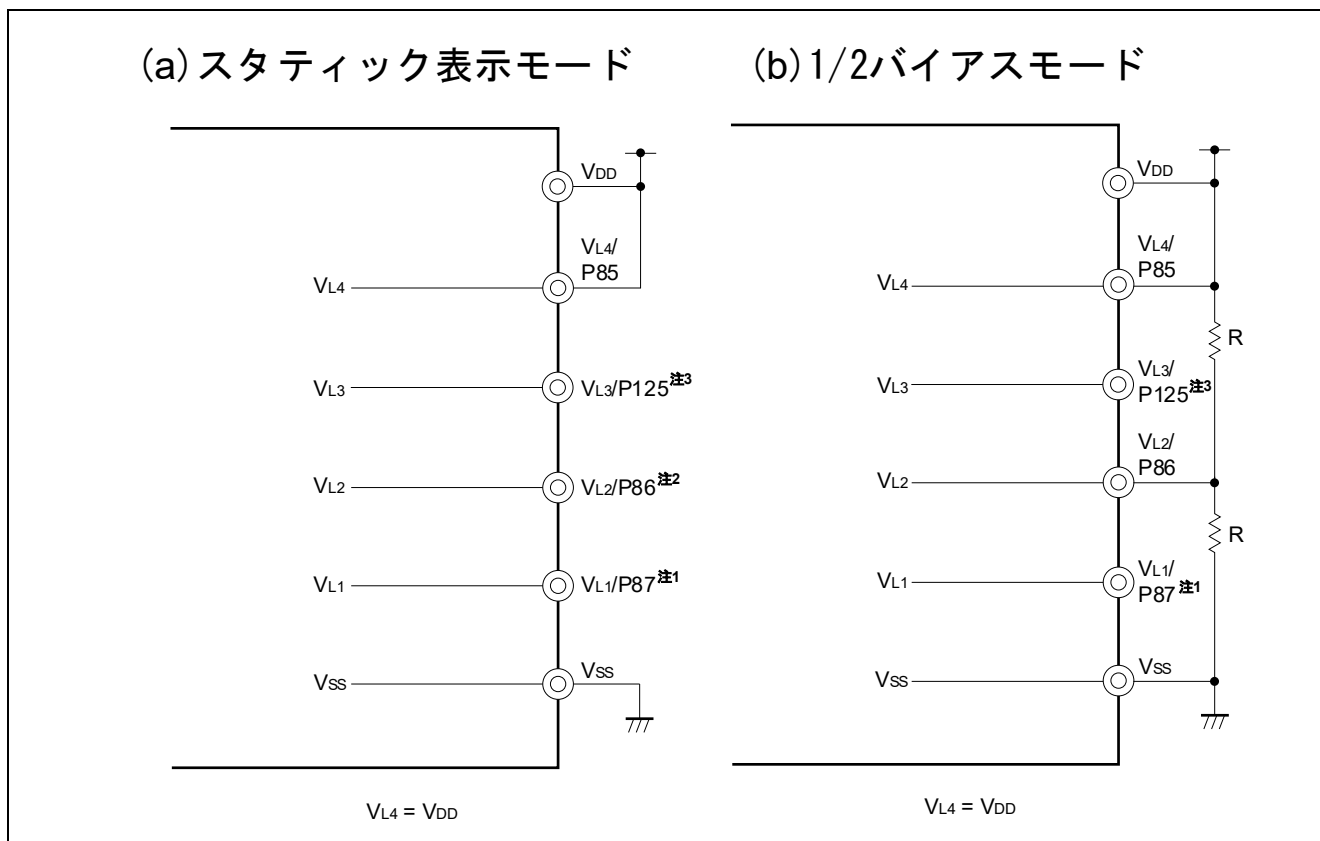 (a)スタティック表示モード
VDD
VL4/
P85
VL4
VL3
VL3/P125注3
VL2
VL2/P86注2
VL1
VL1/P87注1
VSS
VSS
VL4 = VDD
(b)1/2バイアスモード
VDD
VL4/
P85
VL4
R
VL3/
P125注3
VL3
VL2/
P86
VL2
R
VL1/
P87注1
VL1
VSS
VSS
VL4 = VDD